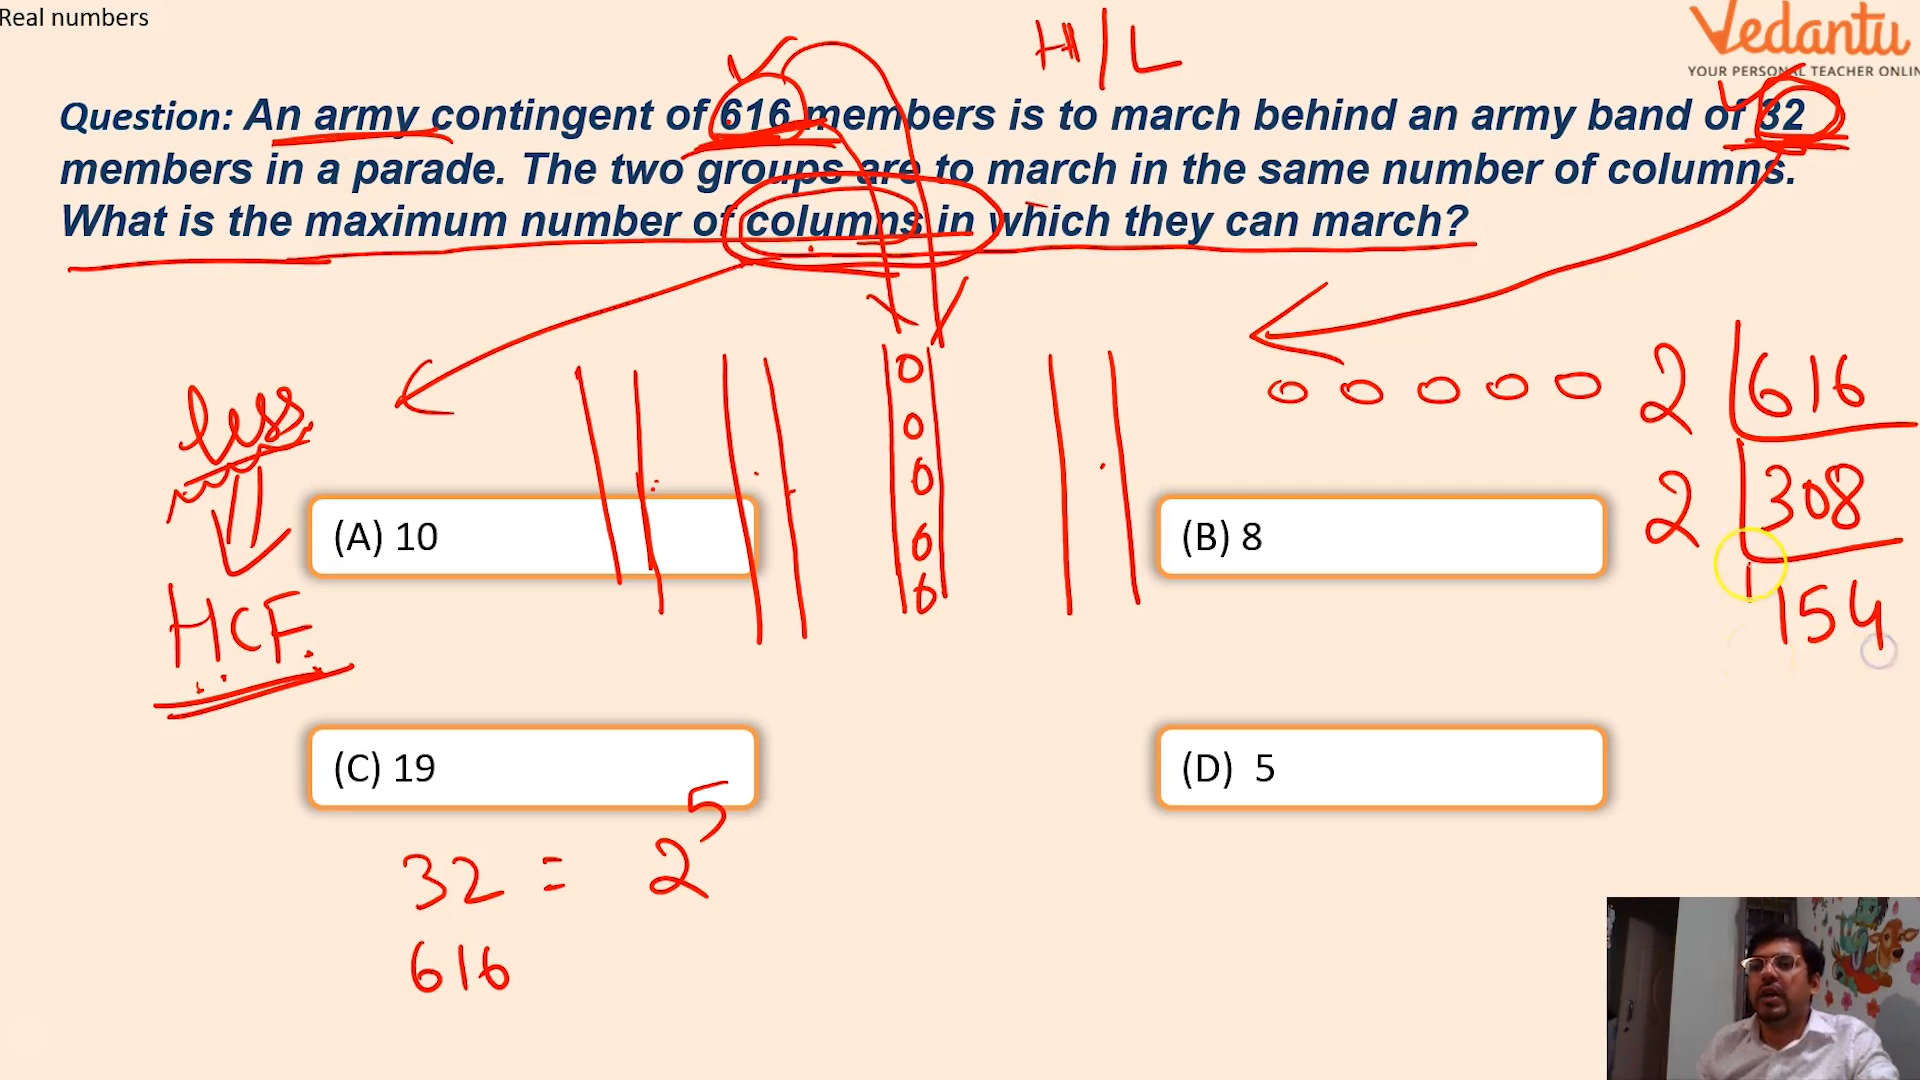 Real numbers
Vedantu
YOUR PERSONAL TEACHER ONLIN
H/L
Question: An army contingent of 616 members is to march behind an army band of 32
members in a parade. The two groups are to march in the same number of columns.
What is the maximum number of columns in which they can march?
less
HCF
2 616
2 308
154
(A) 10
(B) 8
(C) 19
(D) 5
32 = 2^5
616